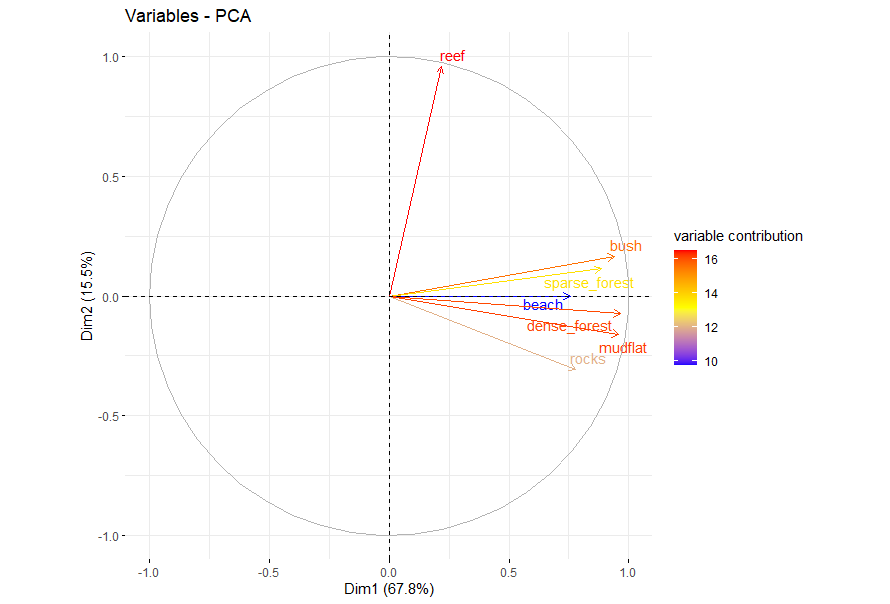 Variables - PCA
1.0
0.5
0.0
-0.5
-1.0
Dim2 (15.5%)
reef
bush
sparse_forest
beach
dense_forest
mudflat
rocks
-1.0 -0.5 0.0 0.5 1.0
Dim1 (67.8%)
variable contribution
16
14
12
10